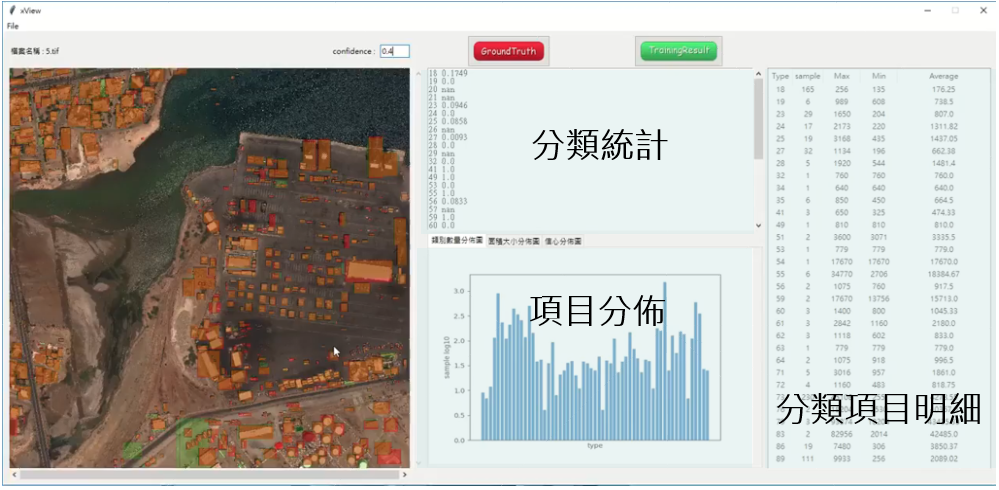 xView
File
檔案名稱 : 5.tif
confidence : 0.4
GroundTruth
TrainingResult
18 0.1749
19 0.0
20 nan
21 nan
23 0.0946
24 0.0
25 0.0858
26 nan
27 0.0093
28 0.0
29 nan
32 0.0
41 1.0
49 1.0
53 0.0
55 1.0
56 0.0833
57 nan
59 1.0
60 0.0
分類統計
類別數量分佈圖 面積大小分佈圖 信心分佈圖
項目分佈
sample log10
3.0
2.5
2.0
1.5
1.0
0.5
0.0
type
Type sample Max Min Average
18 165 256 135 176.25
19 6 989 608 738.5
23 29 1650 204 807.0
24 17 2173 220 1311.82
25 19 3168 435 1437.05
27 32 1134 196 662.38
28 5 1920 544 1481.4
32 1 760 760 760.0
34 1 640 640 640.0
35 6 850 450 664.5
41 3 650 325 474.33
49 1 810 810 810.0
51 2 3600 3071 3335.5
53 1 779 779 779.0
54 1 17670 17670 17670.0
55 6 34770 2706 18384.67
56 2 1075 760 917.5
59 2 17670 13756 15713.0
60 3 1400 800 1045.33
61 3 2842 1160 2180.0
62 3 1118 602 833.0
63 1 779 779 779.0
64 2 1075 918 996.5
71 5 3016 957 1861.0
72 4 1160 483 818.75
分類項目明細
83 2 82956 2014 42485.0
86 19 7480 306 3850.37
89 111 9933 256 2089.02